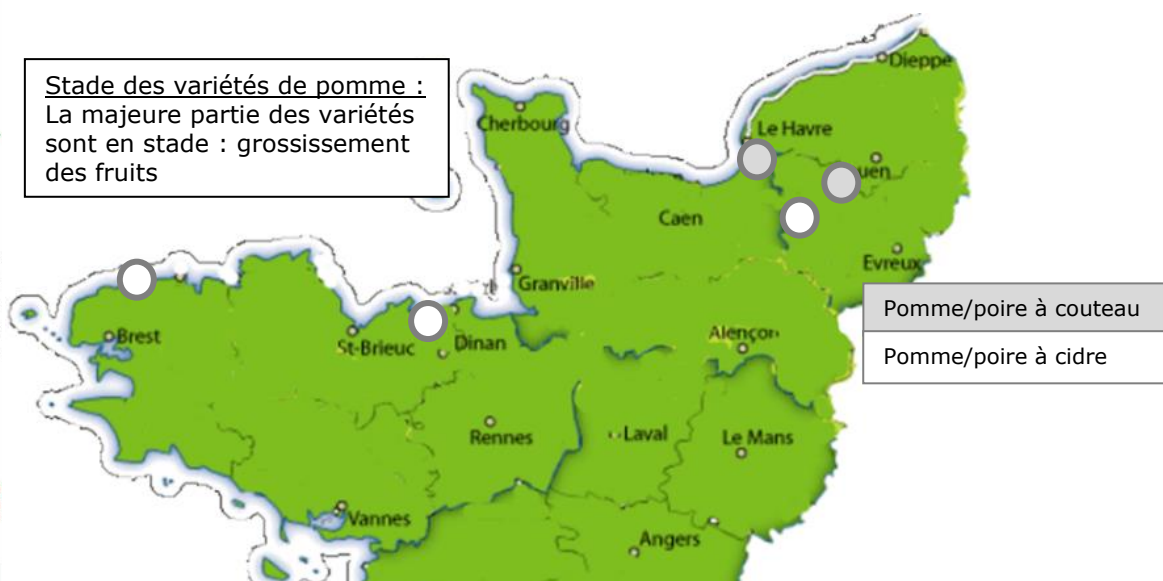 Stade des variétés de pomme :
La majeure partie des variétés
sont en stade : grossissement
des fruits
Dieppe
Cherbourg
Le Havre
uen
Caen
Evreux
Granville
Pomme/poire à couteau
Pomme/poire à cidre
Brest
St-Brieuc
Dinan
Alençon
Rennes
Laval
Le Mans
Vannes
Angers